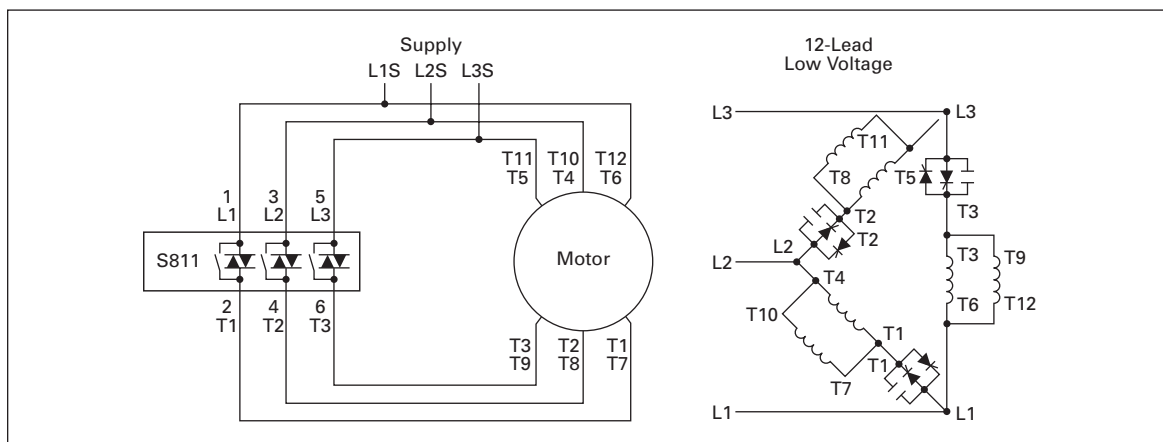 Supply
L1S L2S L3S
T11 T10 T12
T5 T4 T6
1 3 5
L1 L2 L3
S811
Motor
2 4 6
T1 T2 T3
T3 T2 T1
T9 T8 T7
12-Lead
Low Voltage
L3 L3
T11
T8 T5
T3
T2
T2
L2
L2 T3 T9
T4
T6 T12
T10
T1
T1
T7
L1 L1